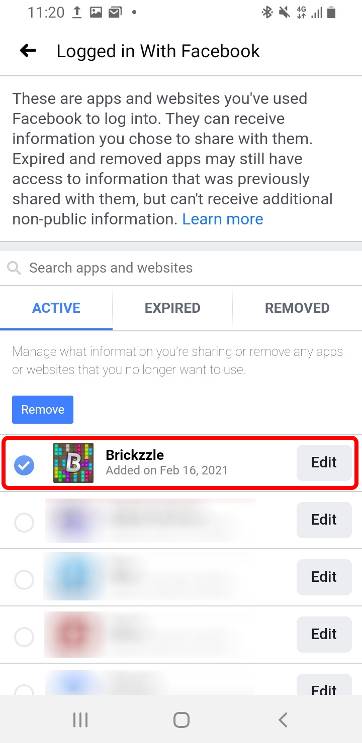 11:20
4G
Logged in With Facebook
These are apps and websites you've used
Facebook to log into. They can receive
information you chose to share with them.
Expired and removed apps may still have
access to information that was previously
shared with them, but can't receive additional
non-public information. Learn more
Search apps and websites
ACTIVE EXPIRED REMOVED
Manage what information you're sharing or remove any apps
or websites that you no longer want to use.
Remove
B
Brickzzle
Added on Feb 16, 2021
Edit
Edit
Edit
Edit
Edit